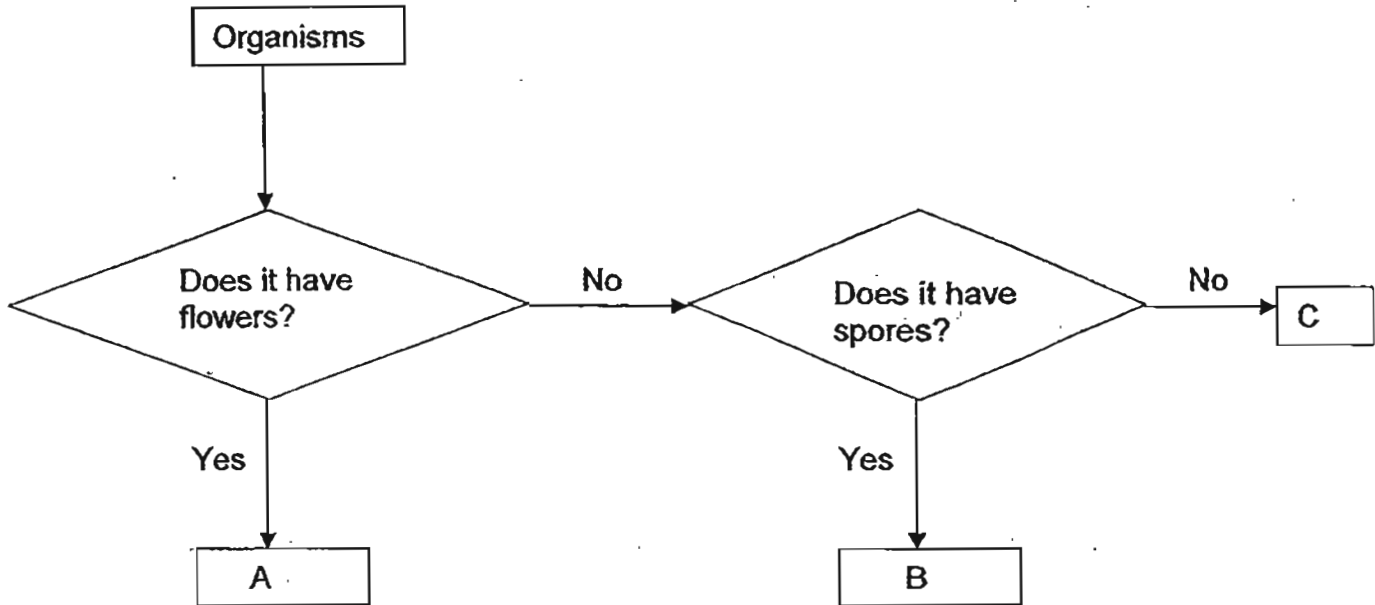 Organisms
Does it have
flowers?
No
Does it have
spores?
No
C
Yes
Yes
A
B